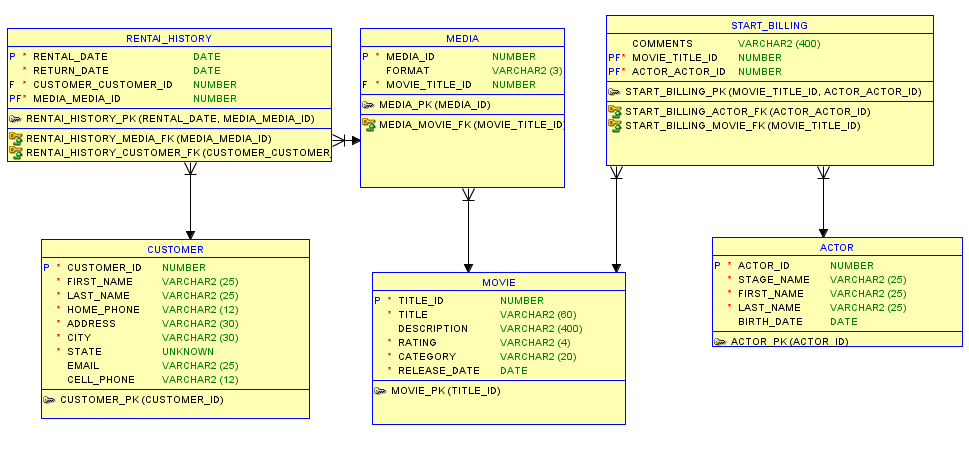 RENTAl_HISTORY
P * RENTAL_DATE DATE
* RETURN_DATE DATE
F * CUSTOMER_CUSTOMER_ID NUMBER
PF* MEDIA_MEDIA_ID NUMBER
RENTAl_HISTORY_PK (RENTAL_DATE, MEDIA_MEDIA_ID)
RENTAl_HISTORY_MEDIA_FK (MEDIA_MEDIA_ID)
RENTAl_HISTORY_CUSTOMER_FK (CUSTOMER_CUSTOMER_
MEDIA
P * MEDIA_ID NUMBER
FORMAT VARCHAR2 (3)
F * MOVIE_TITLE_ID NUMBER
MEDIA_PK (MEDIA_ID)
MEDIA_MOVIE_FK (MOVIE_TITLE_ID)
START_BILLING
COMMENTS VARCHAR2 (400)
PF* MOVIE_TITLE_ID NUMBER
PF* ACTOR_ACTOR_ID NUMBER
START_BILLING_PK (MOVIE_TITLE_ID, ACTOR_ACTOR_ID)
START_BILLING_ACTOR_FK (ACTOR_ACTOR_ID)
START_BILLING_MOVIE_FK (MOVIE_TITLE_ID)
CUSTOMER
P * CUSTOMER_ID NUMBER
* FIRST_NAME VARCHAR2 (25)
* LAST_NAME VARCHAR2 (25)
* HOME_PHONE VARCHAR2 (12)
* ADDRESS VARCHAR2 (30)
* CITY VARCHAR2 (30)
* STATE UNKNOWN
EMAIL VARCHAR2 (25)
CELL_PHONE VARCHAR2 (12)
CUSTOMER_PK (CUSTOMER_ID)
MOVIE
P * TITLE_ID NUMBER
* TITLE VARCHAR2 (60)
DESCRIPTION VARCHAR2 (400)
* RATING VARCHAR2 (4)
* CATEGORY VARCHAR2 (20)
* RELEASE_DATE DATE
MOVIE_PK (TITLE_ID)
ACTOR
P * ACTOR_ID NUMBER
* STAGE_NAME VARCHAR2 (25)
* FIRST_NAME VARCHAR2 (25)
* LAST_NAME VARCHAR2 (25)
BIRTH_DATE DATE
ACTOR_PK (ACTOR_ID)